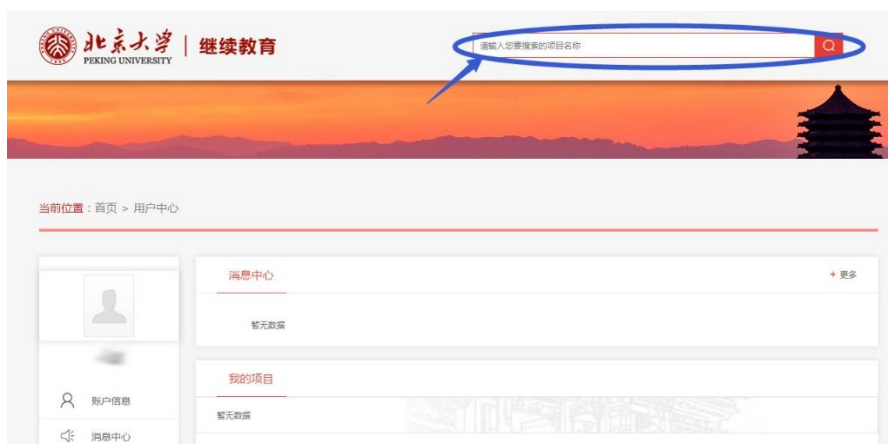 北京大学 | 继续教育
PEKING UNIVERSITY
请输入您要搜索的项目名称
当前位置：首页 > 用户中心
消息中心
+ 更多
暂无数据
我的项目
账户信息
暂无数据
消息中心